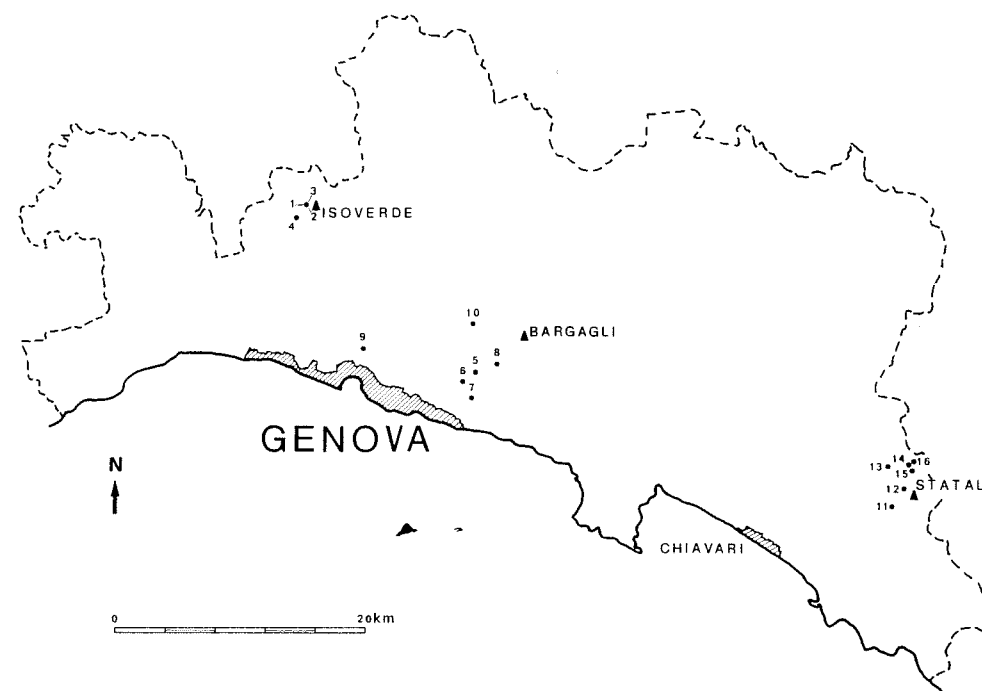 3
1
2
4
ISOVERDE
10
BARGAGLI
9
8
5
6
7
GENOVA
N
14
16
13
15
12
STATAL
11
CHIAVARI
0
20km